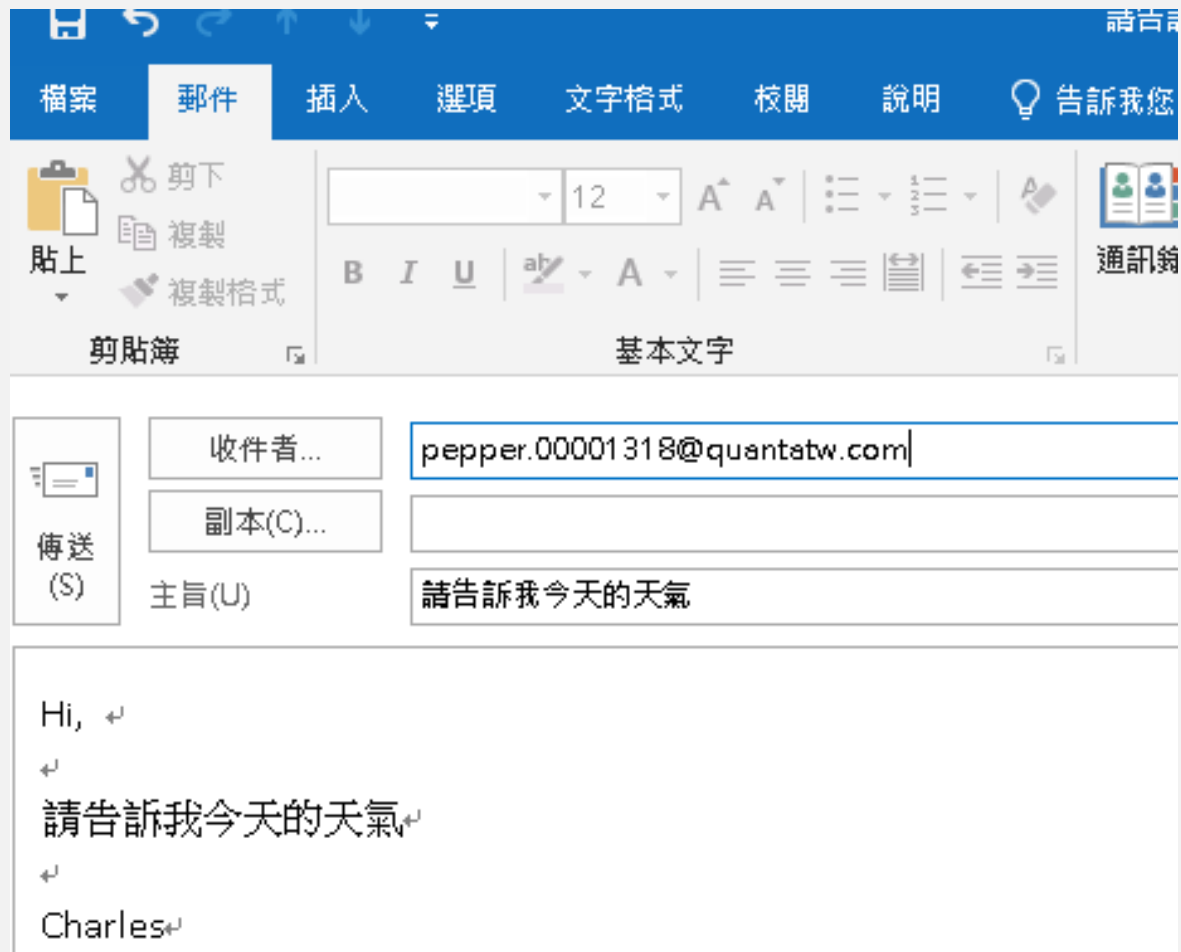 請告
檔案 郵件 插入 選項 文字格式 校閱 說明 告訴我您
剪下
12
複製
貼上
通訊錄
複製格式
B I U ab A
剪貼簿
基本文字
收件者...
pepper.00001318@quantatw.com
副本(C)...
傳送
(S)
主旨(U)
請告訴我今天的天氣
Hi,
請告訴我今天的天氣
Charles